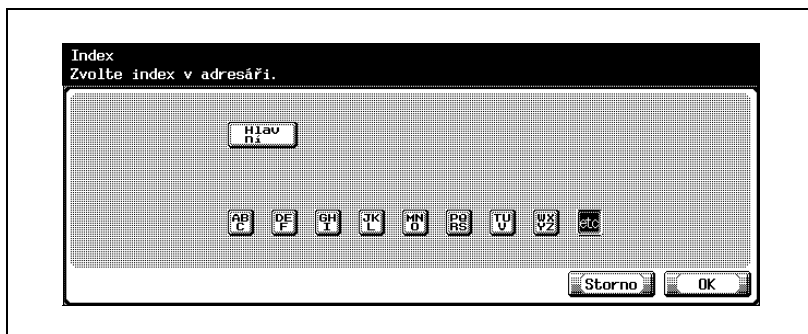 Index
Zvolte index v adresáři.
Hlav
ní
AB
C
DE
F
GH
I
JK
L
MN
O
PQ
RS
TU
V
WX
YZ
etc
Storno
OK